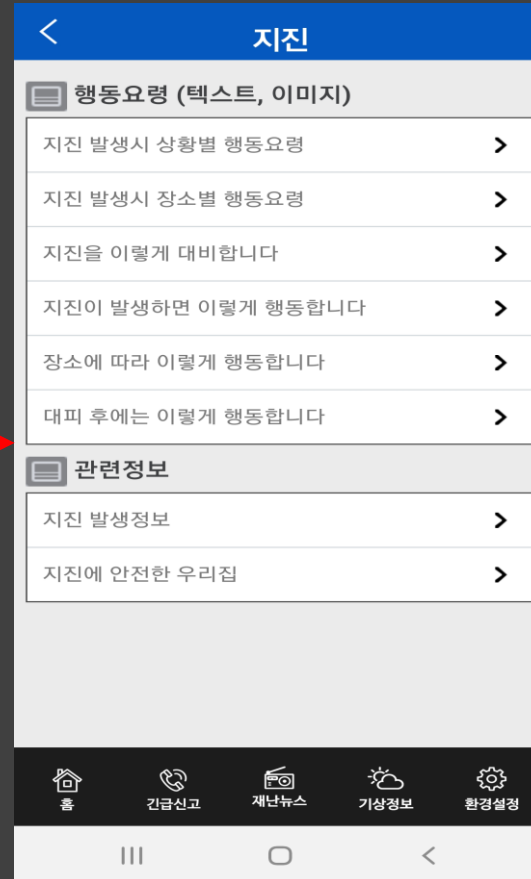 지진
행동요령 (텍스트, 이미지)
지진 발생시 상황별 행동요령
지진 발생시 장소별 행동요령
지진을 이렇게 대비합니다
지진이 발생하면 이렇게 행동합니다
장소에 따라 이렇게 행동합니다
대피 후에는 이렇게 행동합니다
관련정보
지진 발생정보
지진에 안전한 우리집
홈 긴급신고 재난뉴스 기상정보 환경설정